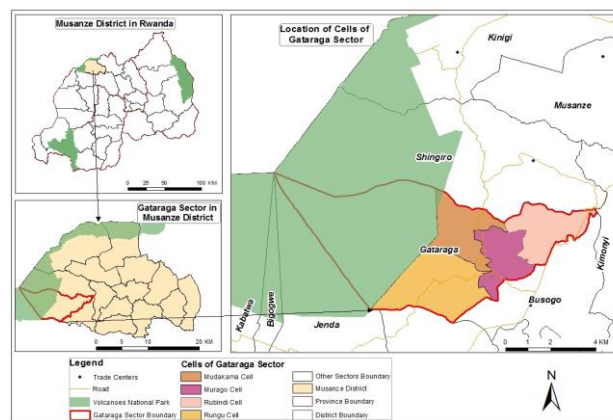 Musanze District in Rwanda
0 50 100 KM
Gataraga Sector in
Musanze District
0 10 20 KM
Location of Cells of
Gataraga Sector
Kinigi
Musanze
Shingiro
Gataraga
Kimonyi
Busogo
Kabatwa
Bigogwe
Jenda
0 2 4 KM
Legend
Trade Centers
Road
Volcanoes National Park
Gataraga Sector Boundary
Cells of Gataraga Sector
Mudakama Cell
Murago Cell
Rubindi Cell
Rungu Cell
Other Sectors Boundary
Musanze District
Province Boundary
District Boundary
N